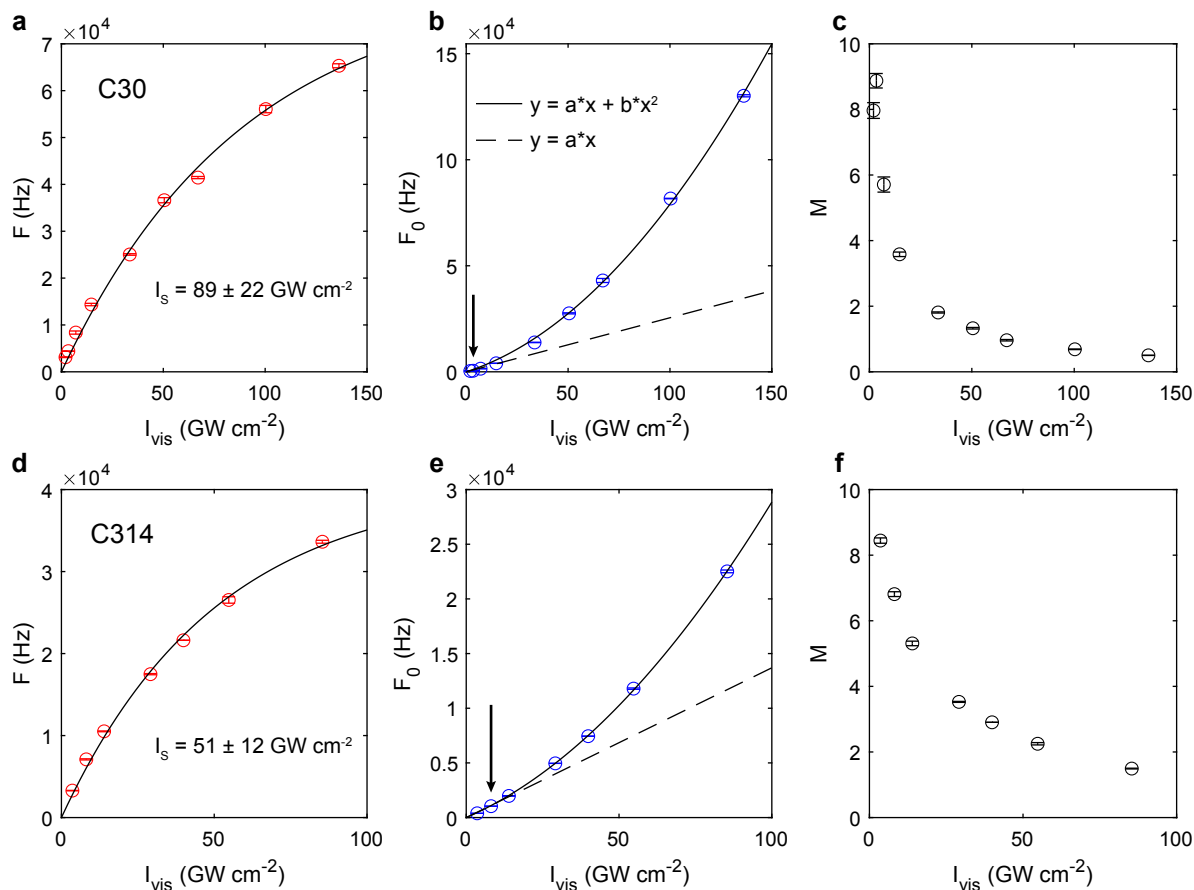 a
×10⁴
7
6
5
4
3
2
1
0
F (Hz)
C30
I_S = 89 ± 22 GW cm⁻²
0 50 100 150
I_vis (GW cm⁻²)
b
×10⁴
15
10
5
0
F₀ (Hz)
y = a*x + b*x²
y = a*x
0 50 100 150
I_vis (GW cm⁻²)
c
10
8
6
4
2
0
M
0 50 100 150
I_vis (GW cm⁻²)
d
×10⁴
4
3
2
1
0
F (Hz)
C314
I_S = 51 ± 12 GW cm⁻²
0 50 100
I_vis (GW cm⁻²)
e
×10⁴
3
2.5
2
1.5
1
0.5
0
F₀ (Hz)
0 50 100
I_vis (GW cm⁻²)
f
10
8
6
4
2
0
M
0 50 100
I_vis (GW cm⁻²)